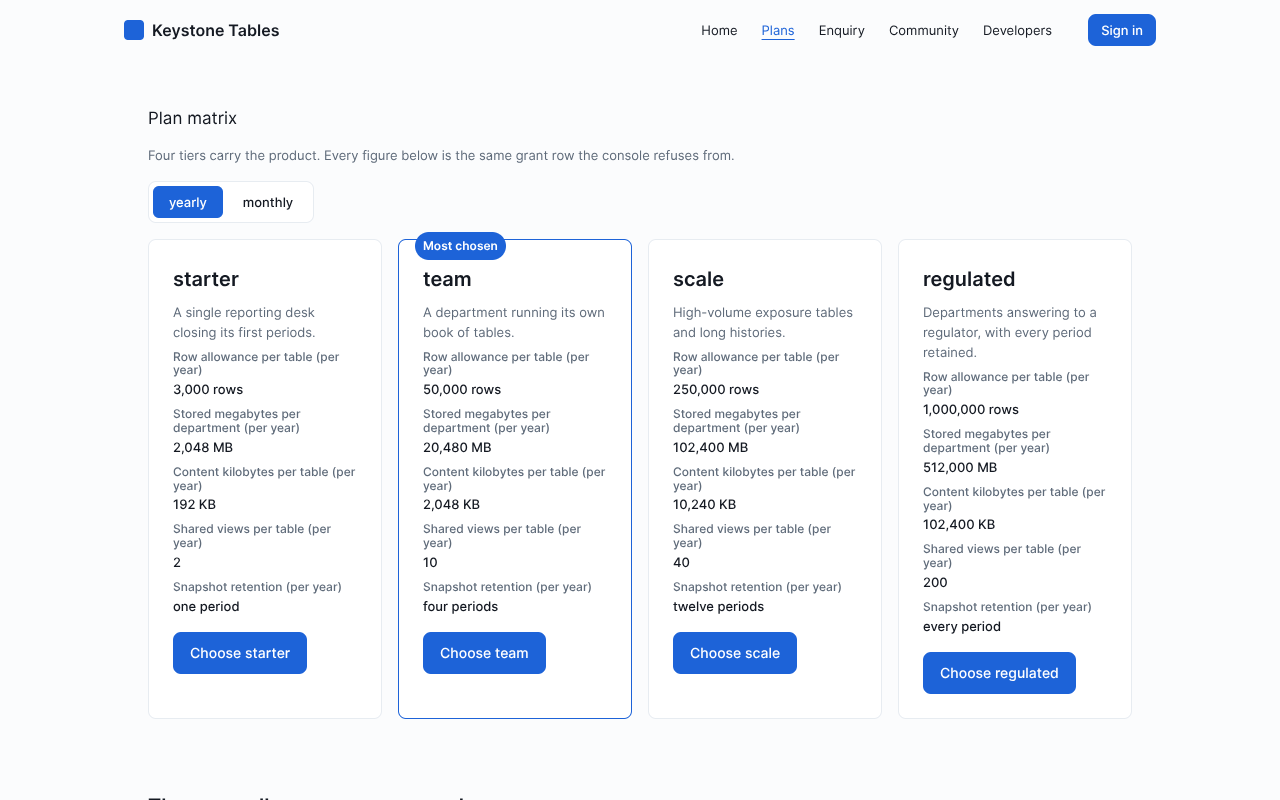 Keystone Tables
Home
Plans
Enquiry
Community
Developers
Sign in
Plan matrix
Four tiers carry the product. Every figure below is the same grant row the console refuses from.
yearly
monthly
starter
A single reporting desk
closing its first periods.
Row allowance per table (per
year)
3,000 rows
Stored megabytes per
department (per year)
2,048 MB
Content kilobytes per table (per
year)
192 KB
Shared views per table (per
year)
2
Snapshot retention (per year)
one period
Choose starter
Most chosen
team
A department running its own
book of tables.
Row allowance per table (per
year)
50,000 rows
Stored megabytes per
department (per year)
20,480 MB
Content kilobytes per table (per
year)
2,048 KB
Shared views per table (per
year)
10
Snapshot retention (per year)
four periods
Choose team
scale
High-volume exposure tables
and long histories.
Row allowance per table (per
year)
250,000 rows
Stored megabytes per
department (per year)
102,400 MB
Content kilobytes per table (per
year)
10,240 KB
Shared views per table (per
year)
40
Snapshot retention (per year)
twelve periods
Choose scale
regulated
Departments answering to a
regulator, with every period
retained.
Row allowance per table (per
year)
1,000,000 rows
Stored megabytes per
department (per year)
512,000 MB
Content kilobytes per table (per
year)
102,400 KB
Shared views per table (per
year)
200
Snapshot retention (per year)
every period
Choose regulated